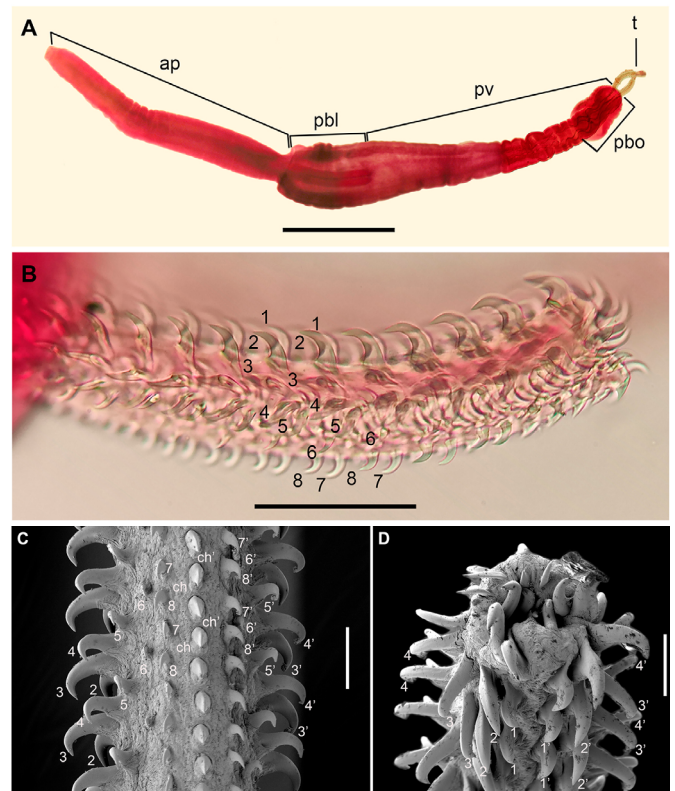 A
t
ap
pv
pbl
pbo
B
1 1
2 2
3 3
4 4
5 5
6 6
8 7 8 7
C
7'
ch' 6'
7
ch 8'
6 8 5'
7'
ch'
5 7 6' 4'
4 ch 8'
6 8 5'
3 2 3'
5 4'
4
3 2 3'
D
4 4'
4 3'
3 1 1' 4'
2 2' 3'
3' 2 1 1' 2'